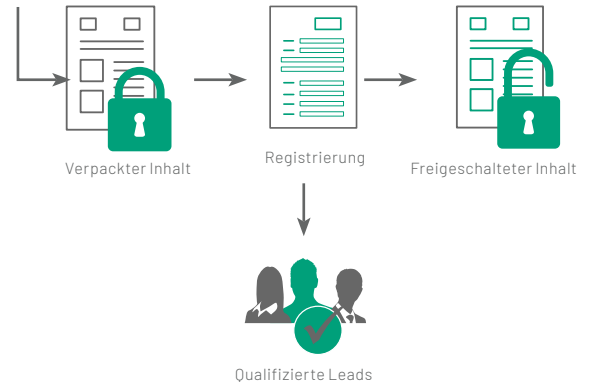 Verpackter Inhalt
Registrierung
Freigeschalteter Inhalt
Qualifizierte Leads